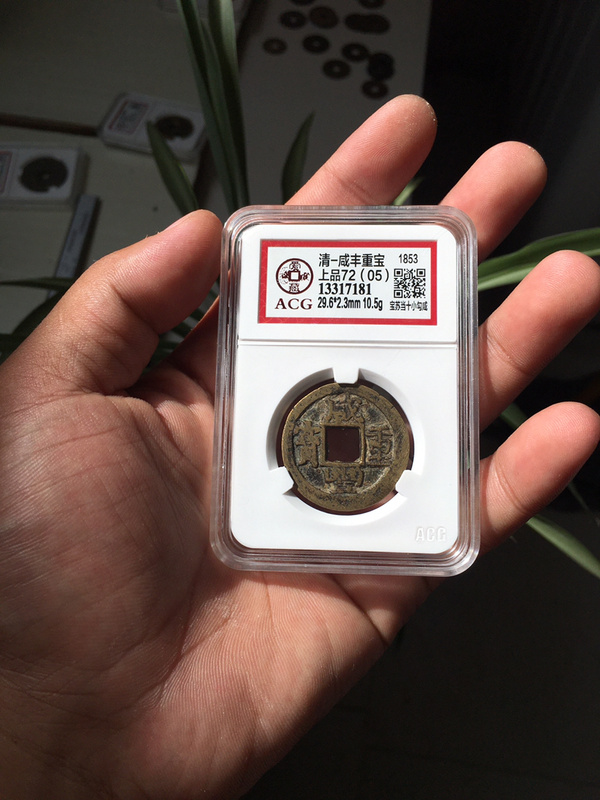 清-咸丰重宝 1853
上品72(05)
13317181
ACG 29.6*2.3mm 10.5g 宝苏当十小勾咸
咸
寶 重
豐
ACG